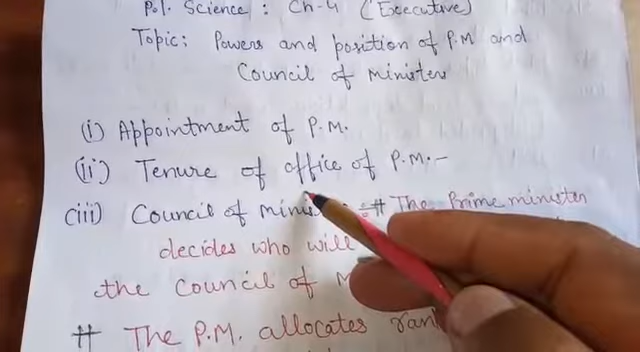 Pol. Science : Ch-4 (Executive)
Topic: Powers and position of P.M and
Council of ministers
(i) Appointment of P.M.
(ii) Tenure of office of P.M.-
(iii) Council of # The Prime minister
decides who will
the Council of
# The P.M. allocates